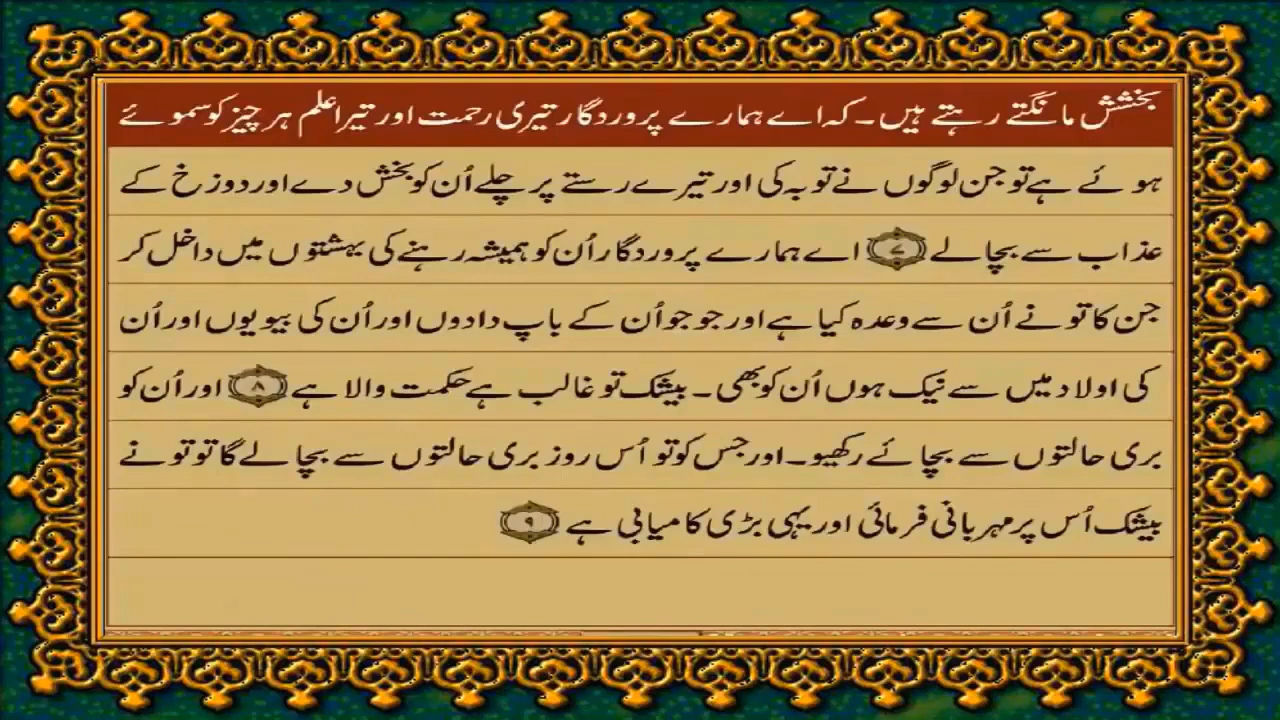 بخشش مانگتے رہتے ہیں۔ کہ اے ہمارے پروردگار تیری رحمت اور تیرا علم ہر چیز کو سموئے
ہوئے ہے تو جن لوگوں نے توبہ کی اور تیرے رستے پر چلے اُن کو بخش دے اور دوزخ کے
عذاب سے بچا لے ۷ اے ہمارے پروردگار اُن کو ہمیشہ رہنے کی بہشتوں میں داخل کر
جن کا تو نے اُن سے وعدہ کیا ہے اور جو جو اُن کے باپ دادوں اور اُن کی بیویوں اور اُن
کی اولاد میں سے نیک ہوں اُن کو بھی۔ بیشک تو غالب ہے حکمت والا ہے ۸ اور اُن کو
بری حالتوں سے بچائے رکھیو۔ اور جس کو تو اُس روز بری حالتوں سے بچا لے گا تو تو نے
بیشک اُس پر مہربانی فرمائی اور یہی بڑی کامیابی ہے ۹